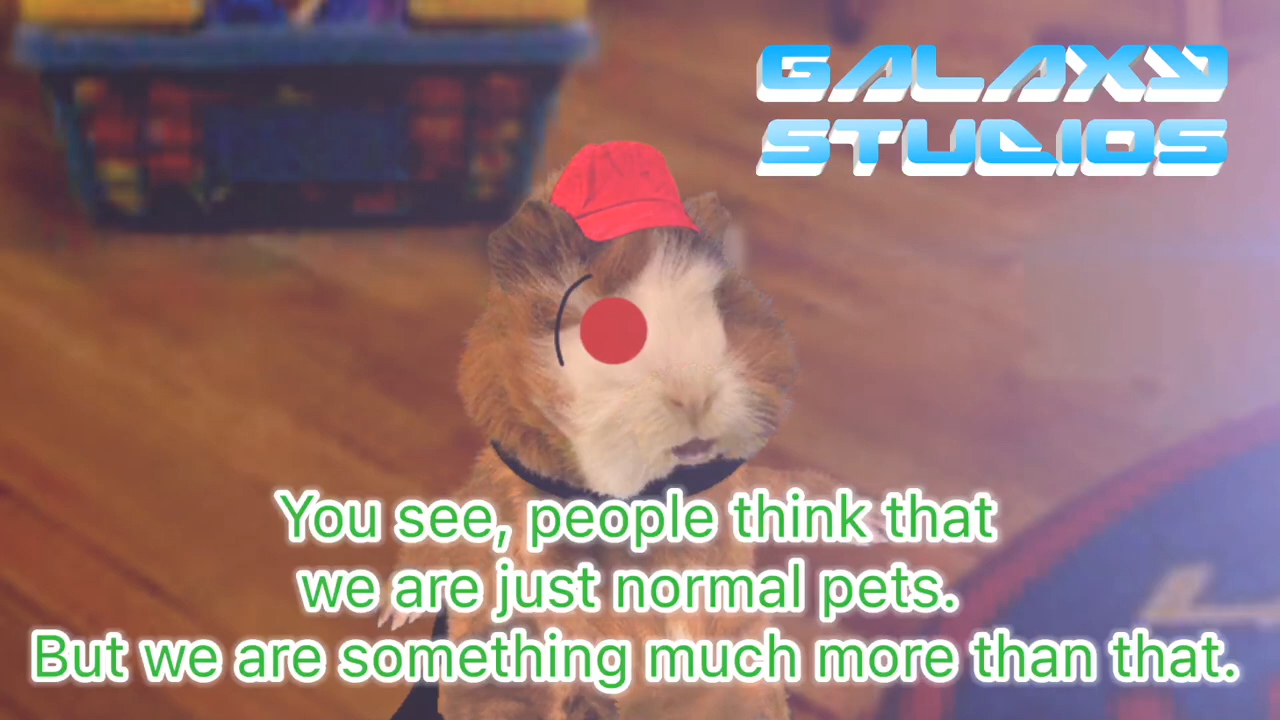 GALAXY
STUDIOS
You see, people think that
we are just normal pets.
But we are something much more than that.